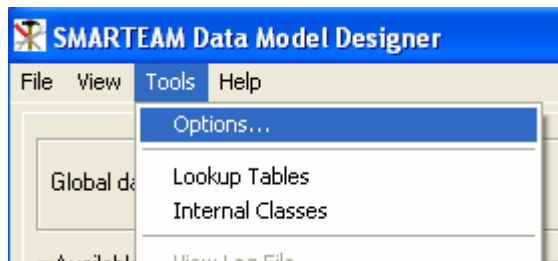 SMARTEAM Data Model Designer
File View Tools Help
Options...
Global da
Lookup Tables
Internal Classes
View Log File